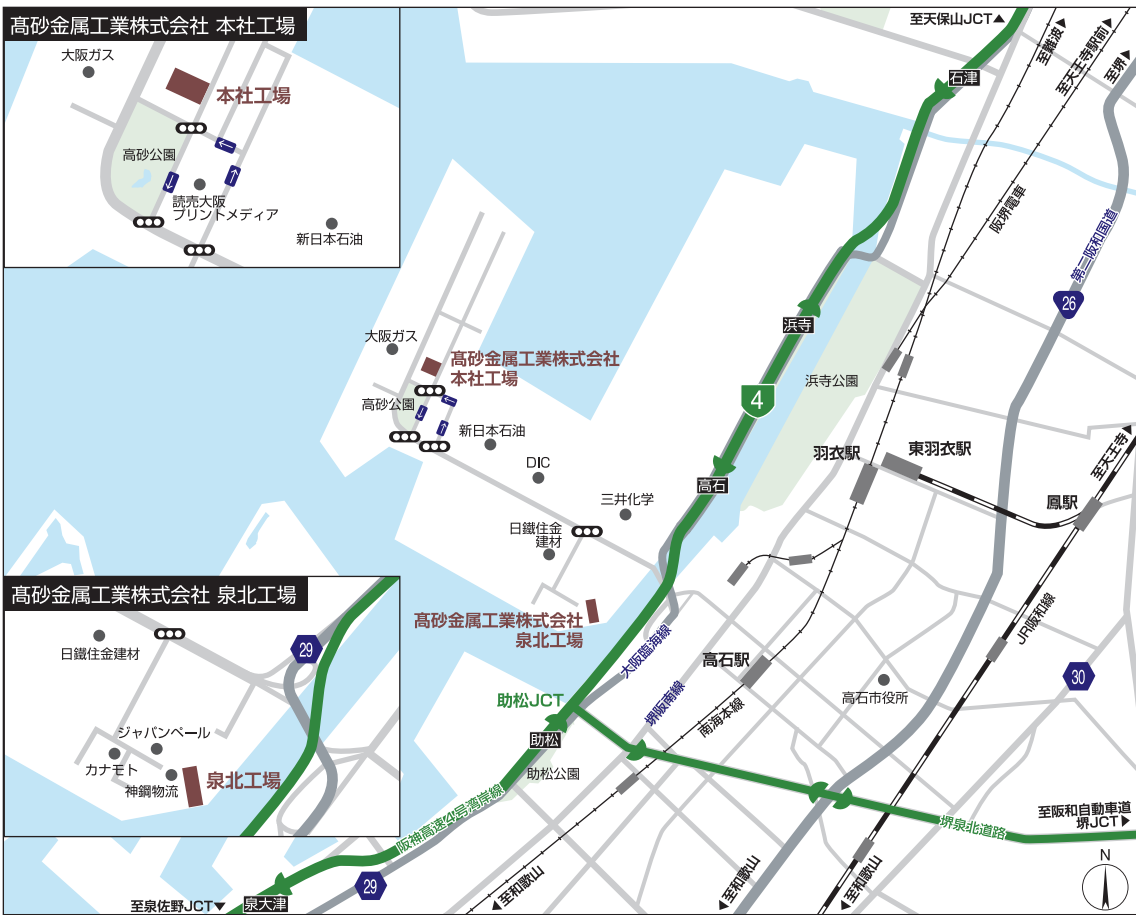 髙砂金属工業株式会社 本社工場
大阪ガス
本社工場
高砂公園
読売大阪
プリントメディア
新日本石油
至天保山JCT▲
至難波▶
至天王寺駅前▶
至堺▶
石津
阪堺電車
第二阪和国道
26
浜寺
浜寺公園
4
大阪ガス
髙砂金属工業株式会社
本社工場
高砂公園
新日本石油
DIC
三井化学
日鐵住金
建材
高石
羽衣駅
東羽衣駅
至天王寺▶
鳳駅
髙砂金属工業株式会社
泉北工場
大阪臨海線
高石駅
JR阪和線
30
高石市役所
堺阪南線
南海本線
助松JCT
助松
助松公園
髙砂金属工業株式会社 泉北工場
日鐵住金建材
29
ジャパンペール
カナモト
神鋼物流
泉北工場
阪神高速4号湾岸線
堺泉北道路
至阪和自動車道
堺JCT▶
29
至泉佐野JCT▼
泉大津
◀至和歌山
◀至和歌山
◀至和歌山
N